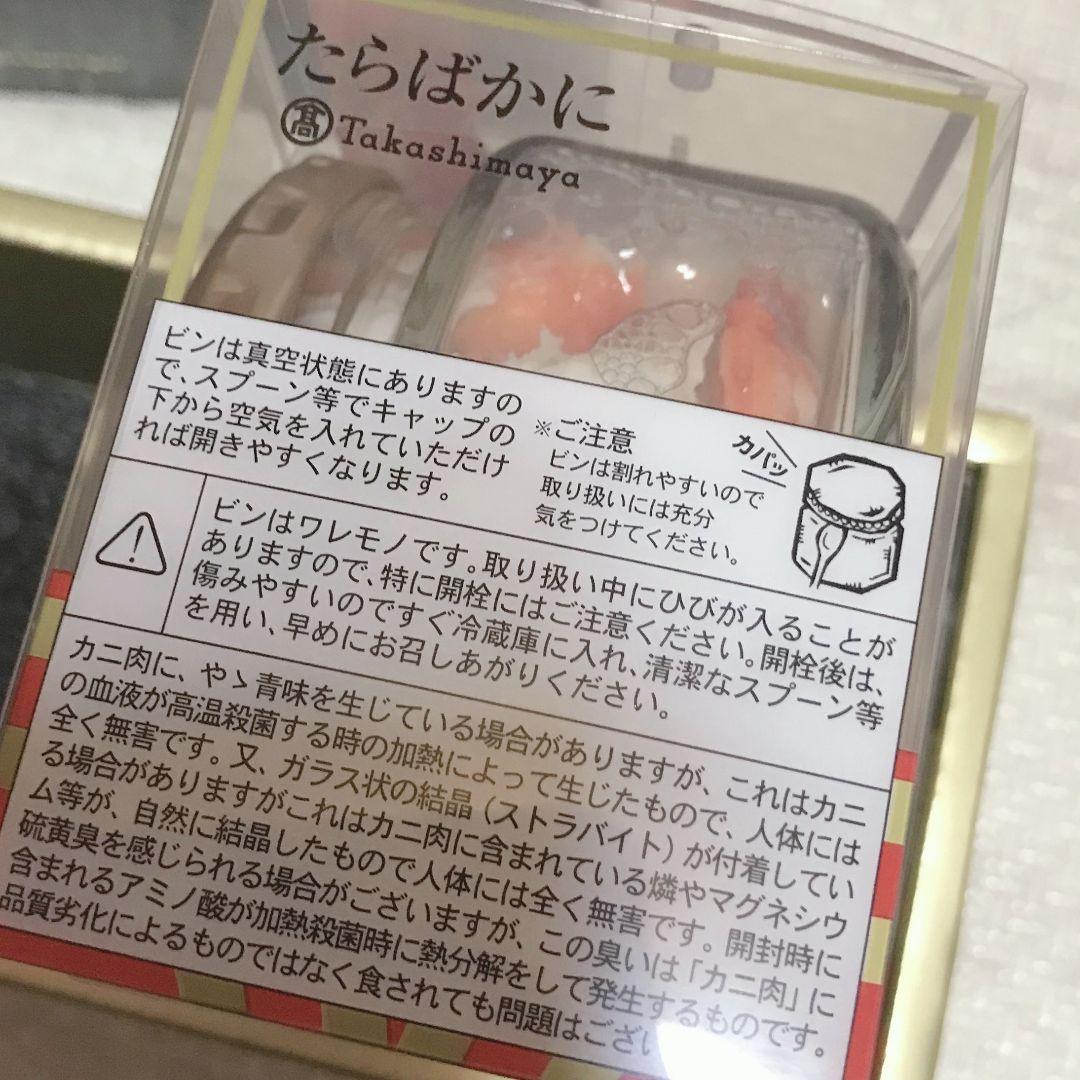 たらばかに
髙Takashimaya
ビンは真空状態にありますの
で、スプーン等でキャップの
下から空気を入れていただけ
れば開きやすくなります。
※ご注意
ビンは割れやすいので
取り扱いには充分
気をつけてください。
カパッ
ビンはワレモノです。取り扱い中にひびが入ることが
ありますので、特に開栓にはご注意ください。開栓後は、
傷みやすいのですぐ冷蔵庫に入れ、清潔なスプーン等
を用い、早めにお召しあがりください。
カニ肉に、やゝ青味を生じている場合がありますが、これはカニ
の血液が高温殺菌する時の加熱によって生じたもので、人体には
全く無害です。又、ガラス状の結晶（ストラバイト）が付着してい
る場合がありますがこれはカニ肉に含まれている燐やマグネシウ
ム等が、自然に結晶したもので人体には全く無害です。開封時に
硫黄臭を感じられる場合がございますが、この臭いは「カニ肉」に
含まれるアミノ酸が加熱殺菌時に熱分解をして発生するものです。
品質劣化によるものではなく食されても問題はござい